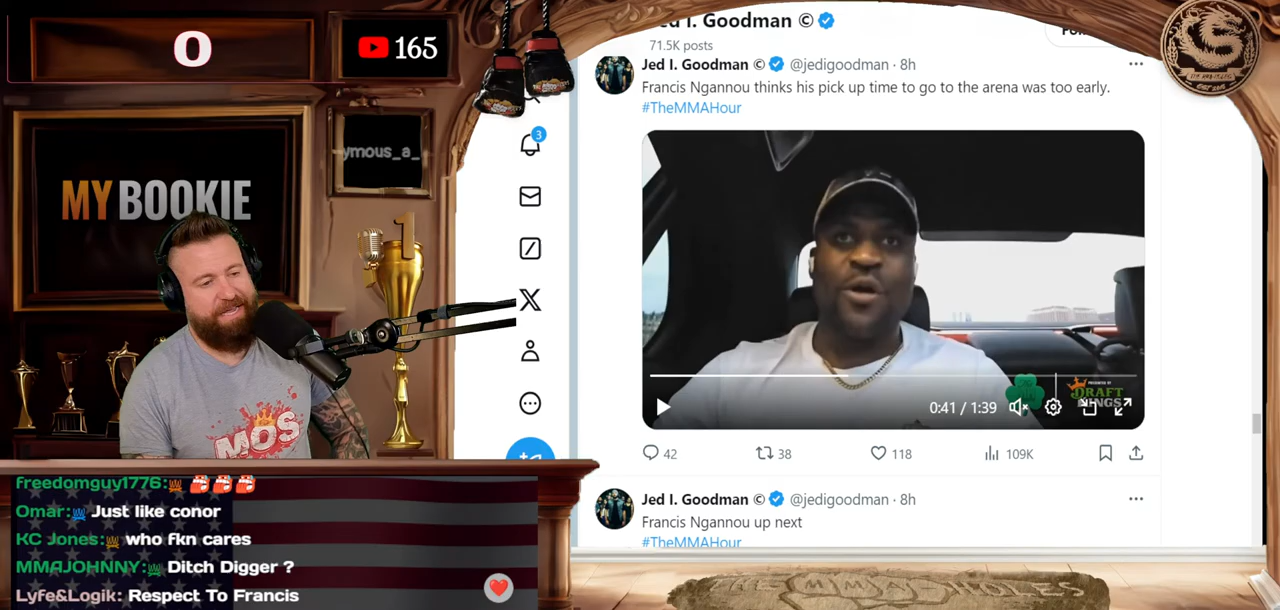 0
165
MY BOOKIE
ymous_a_
MOS
freedomguy1776:
Omar: Just like conor
KC Jones: who fkn cares
MMAJOHNNY: Ditch Digger ?
Lyfe&Logik: Respect To Francis
3
Jed I. Goodman ©
71.5K posts
Jed I. Goodman © @jedigoodman · 8h
Francis Ngannou thinks his pick up time to go to the arena was too early.
#TheMMAHour
0:41 / 1:39
DRAFT
KINGS
42 38 118 109K
Jed I. Goodman © @jedigoodman · 8h
Francis Ngannou up next
#TheMMAHour